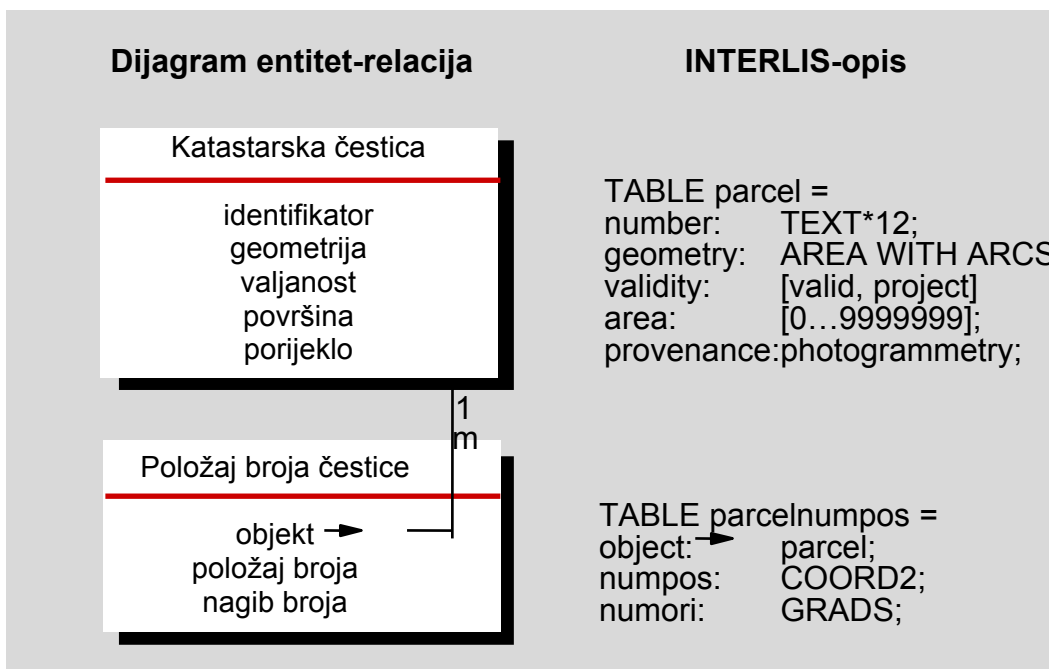 Dijagram entitet-relacija
Katastarska čestica
identifikator
geometrija
valjanost
površina
porijeklo
1
m
Položaj broja čestice
objekt
položaj broja
nagib broja
INTERLIS-opis
TABLE parcel =
number: TEXT*12;
geometry: AREA WITH ARCS
validity: [valid, project]
area: [0…9999999];
provenance:photogrammetry;
TABLE parcelnumpos =
object: parcel;
numpos: COORD2;
numori: GRADS;